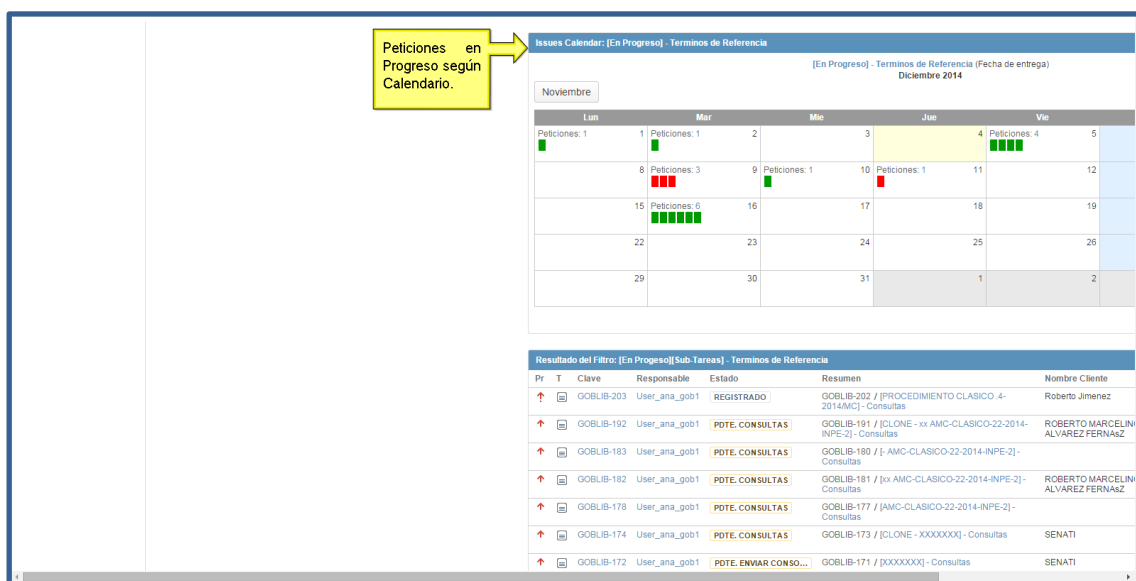 Peticiones en
Progreso según
Calendario.
Issues Calendar: [En Progreso] - Terminos de Referencia
[En Progreso] - Terminos de Referencia (Fecha de entrega)
Diciembre 2014
Noviembre
Lun Mar Mie Jue Vie
Peticiones: 1 1 Peticiones: 1 2 3 4 Peticiones: 4 5
8 Peticiones: 3 9 Peticiones: 1 10 Peticiones: 1 11 12
15 Peticiones: 6 16 17 18 19
22 23 24 25 26
29 30 31 1 2
Resultado del Filtro: [En Progeso][Sub-Tareas] - Terminos de Referencia
Pr T Clave Responsable Estado Resumen Nombre Cliente
GOBLIB-203 User_ana_gob1 REGISTRADO GOBLIB-202 / [PROCEDIMIENTO CLASICO .4- Roberto Jimenez
2014/MC] - Consultas
GOBLIB-192 User_ana_gob1 PDTE. CONSULTAS GOBLIB-191 / [CLONE - xx AMC-CLASICO-22-2014- ROBERTO MARCELIN
INPE-2] - Consultas ALVAREZ FERNAsZ
GOBLIB-183 User_ana_gob1 PDTE. CONSULTAS GOBLIB-180 / [- AMC-CLASICO-22-2014-INPE-2] -
Consultas
GOBLIB-182 User_ana_gob1 PDTE. CONSULTAS GOBLIB-181 / [xx AMC-CLASICO-22-2014-INPE-2] - ROBERTO MARCELIN
Consultas ALVAREZ FERNAsZ
GOBLIB-178 User_ana_gob1 PDTE. CONSULTAS GOBLIB-177 / [AMC-CLASICO-22-2014-INPE-2] -
Consultas
GOBLIB-174 User_ana_gob1 PDTE. CONSULTAS GOBLIB-173 / [CLONE - XXXXXXX] - Consultas SENATI
GOBLIB-172 User_ana_gob1 PDTE. ENVIAR CONSO... GOBLIB-171 / [XXXXXXX] - Consultas SENATI